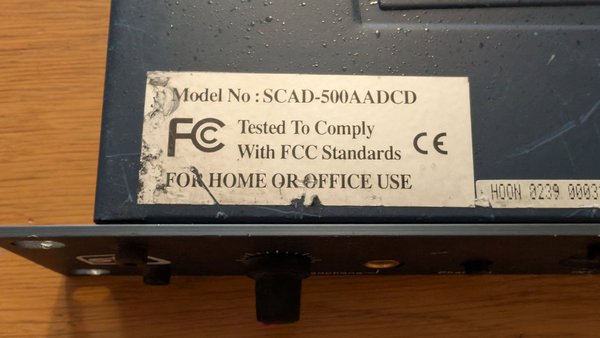 Model No : SCAD-500AADCD
FC Tested To Comply
With FCC Standards CE
FOR HOME OR OFFICE USE
HOON 0239